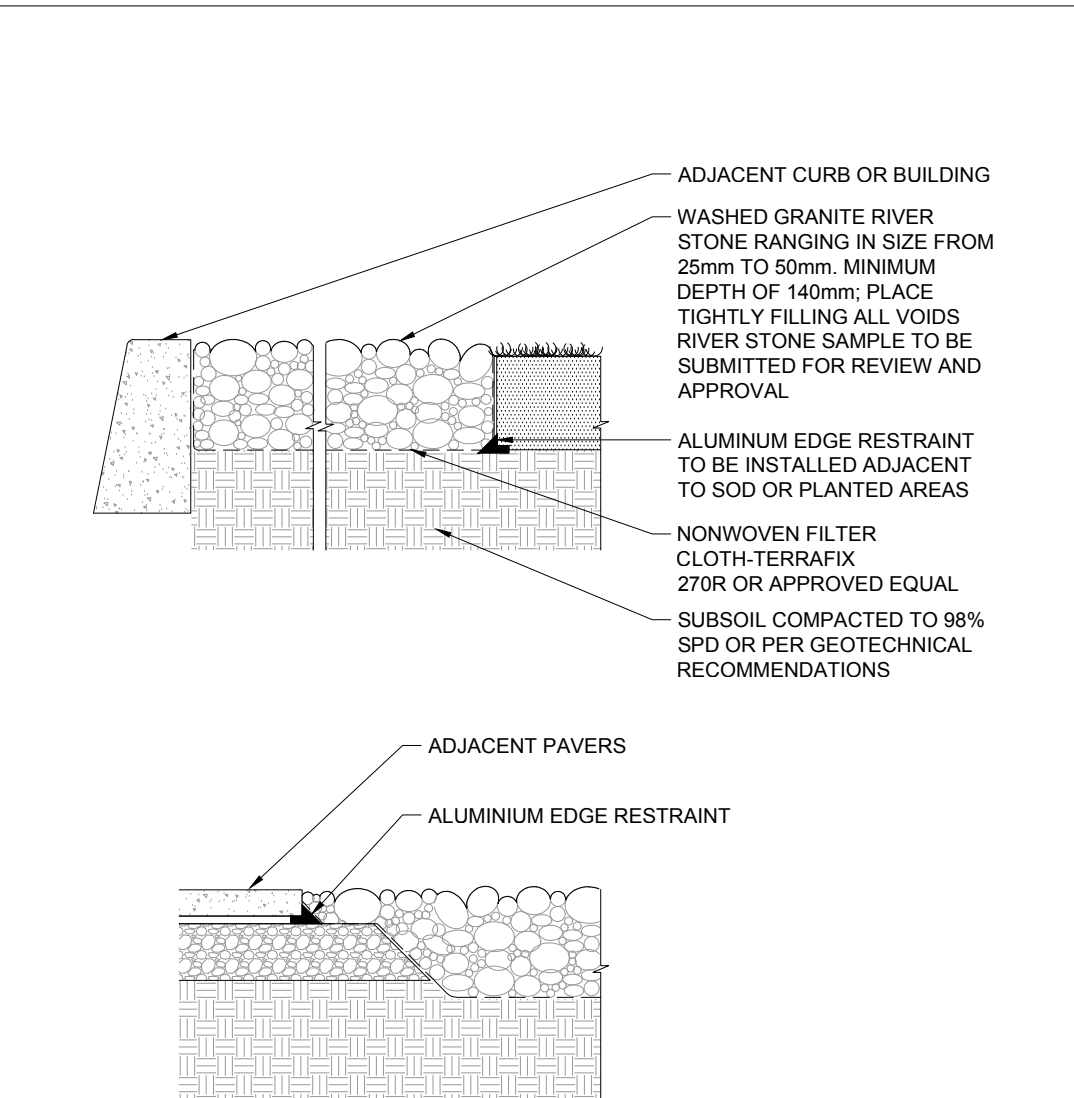 ADJACENT CURB OR BUILDING
WASHED GRANITE RIVER
STONE RANGING IN SIZE FROM
25mm TO 50mm. MINIMUM
DEPTH OF 140mm; PLACE
TIGHTLY FILLING ALL VOIDS
RIVER STONE SAMPLE TO BE
SUBMITTED FOR REVIEW AND
APPROVAL
ALUMINUM EDGE RESTRAINT
TO BE INSTALLED ADJACENT
TO SOD OR PLANTED AREAS
NONWOVEN FILTER
CLOTH-TERRAFIX
270R OR APPROVED EQUAL
SUBSOIL COMPACTED TO 98%
SPD OR PER GEOTECHNICAL
RECOMMENDATIONS
ADJACENT PAVERS
ALUMINIUM EDGE RESTRAINT